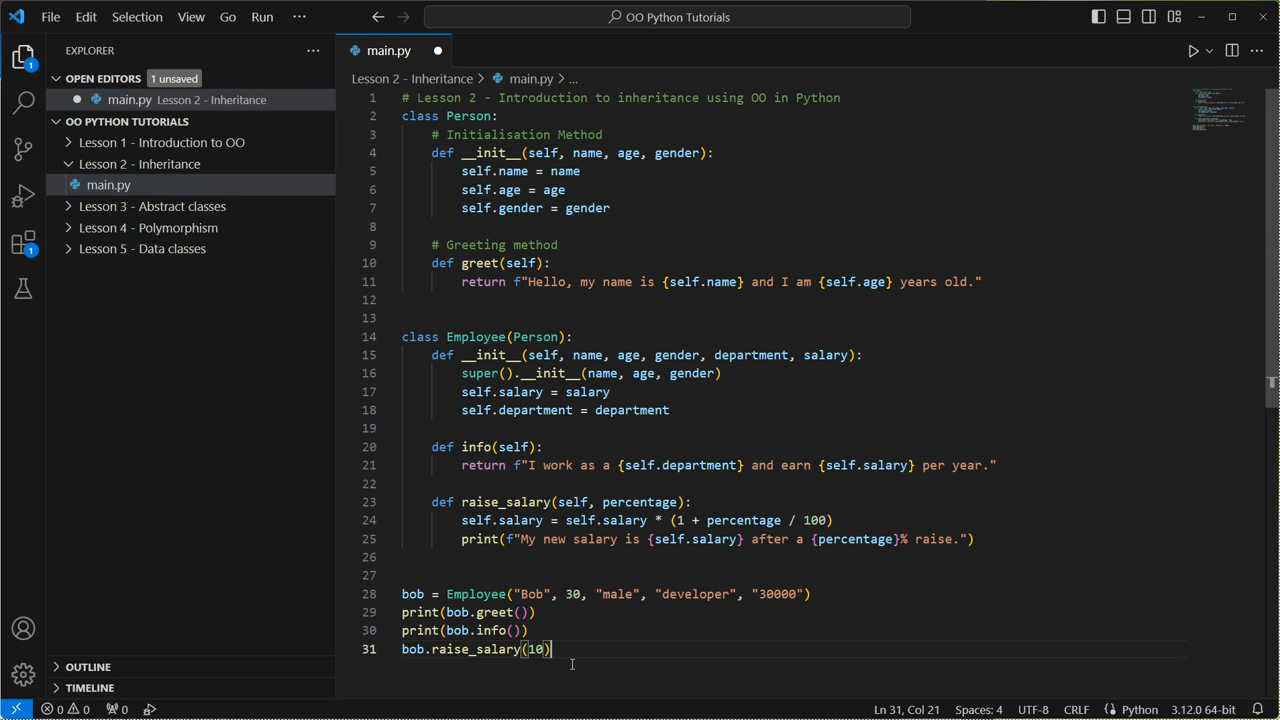 File Edit Selection View Go Run ··· OO Python Tutorials
EXPLORER ···
OPEN EDITORS 1 unsaved
main.py Lesson 2 - Inheritance
OO PYTHON TUTORIALS
Lesson 1 - Introduction to OO
Lesson 2 - Inheritance
main.py
Lesson 3 - Abstract classes
Lesson 4 - Polymorphism
Lesson 5 - Data classes
OUTLINE
TIMELINE
1
1
main.py
Lesson 2 - Inheritance > main.py > ...
1 # Lesson 2 - Introduction to inheritance using OO in Python
2 class Person:
3     # Initialisation Method
4     def __init__(self, name, age, gender):
5         self.name = name
6         self.age = age
7         self.gender = gender
8
9     # Greeting method
10     def greet(self):
11         return f"Hello, my name is {self.name} and I am {self.age} years old."
12
13
14 class Employee(Person):
15     def __init__(self, name, age, gender, department, salary):
16         super().__init__(name, age, gender)
17         self.salary = salary
18         self.department = department
19
20     def info(self):
21         return f"I work as a {self.department} and earn {self.salary} per year."
22
23     def raise_salary(self, percentage):
24         self.salary = self.salary * (1 + percentage / 100)
25         print(f"My new salary is {self.salary} after a {percentage}% raise.")
26
27
28 bob = Employee("Bob", 30, "male", "developer", "30000")
29 print(bob.greet())
30 print(bob.info())
31 bob.raise_salary(10)
0 0 0 Ln 31, Col 21 Spaces: 4 UTF-8 CRLF Python 3.12.0 64-bit